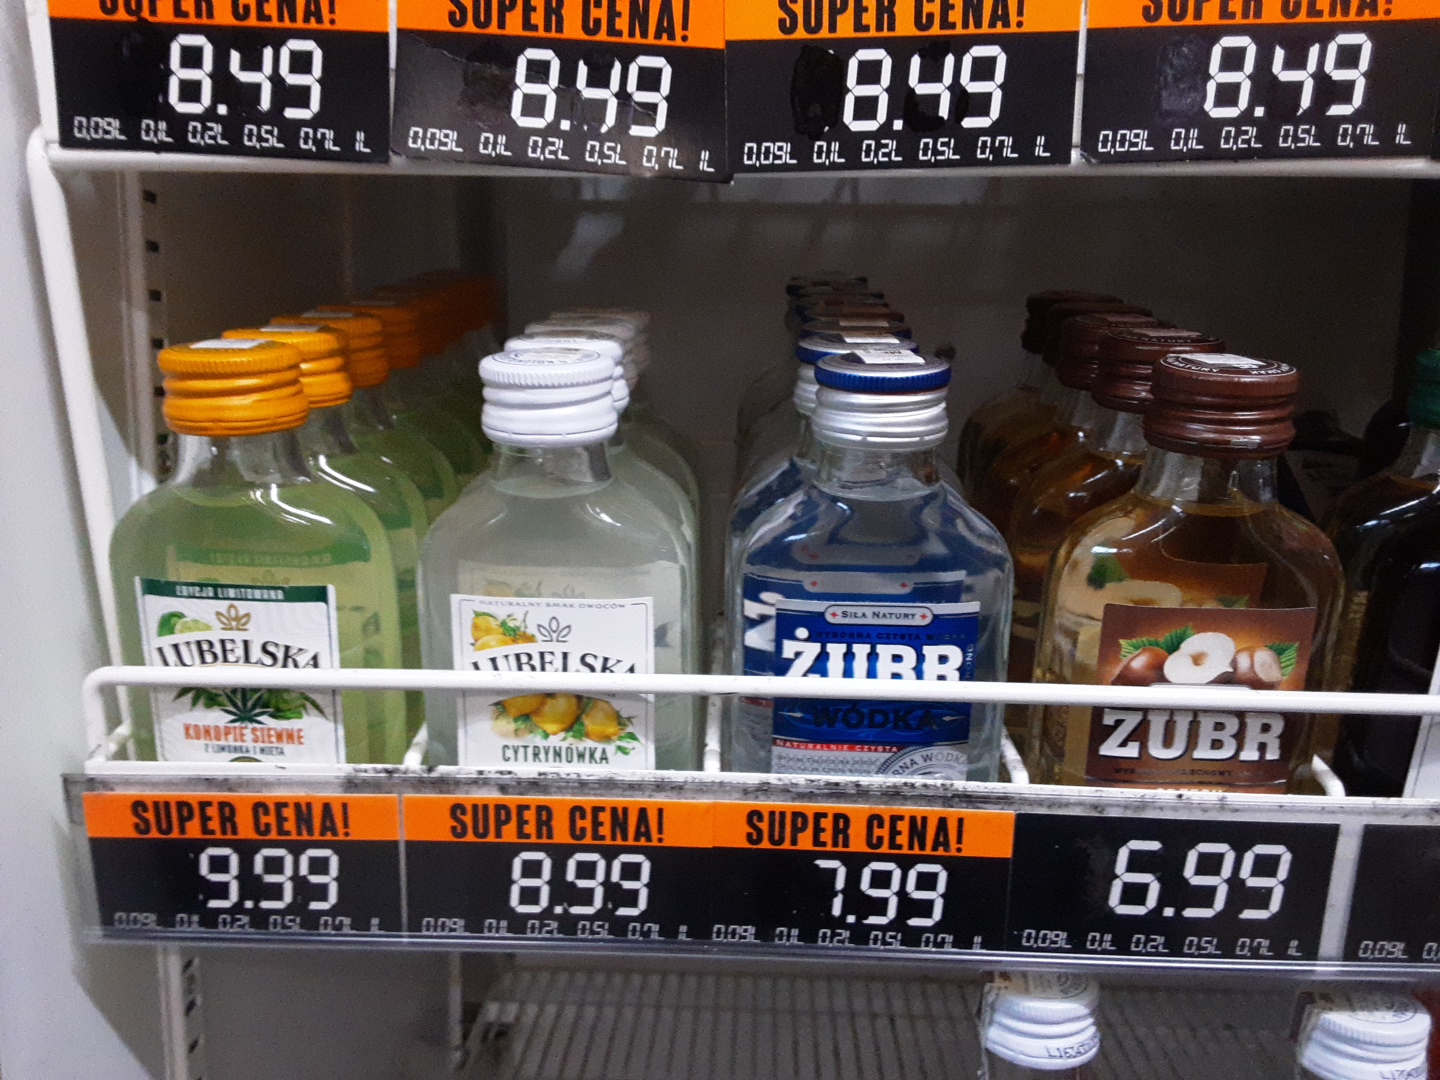 SUPER CENA!
8.49
0,09L 0,1L 0,2L 0,5L 0,7L 1L
SUPER CENA!
8.49
0,09L 0,1L 0,2L 0,5L 0,7L 1L
SUPER CENA!
8.49
0,09L 0,1L 0,2L 0,5L 0,7L 1L
SUPER CENA!
8.49
0,09L 0,1L 0,2L 0,5L 0,7L 1L
EDYCJA LIMITOWANA
LUBELSKA
KONOPIE SIEWNE
Z LIMONKĄ I MIĘTĄ
NATURALNY SMAK OWOCÓW
LUBELSKA
CYTRYNÓWKA
SIŁA NATURY
WYBORNA CZYSTA WÓDKA
ŻUBR
WÓDKA
NATURALNIE CZYSTA
ŻUBR
SUPER CENA!
9.99
0,09L 0,1L 0,2L 0,5L 0,7L 1L
SUPER CENA!
8.99
0,09L 0,1L 0,2L 0,5L 0,7L 1L
SUPER CENA!
7.99
0,09L 0,1L 0,2L 0,5L 0,7L 1L
6.99
0,09L 0,1L 0,2L 0,5L 0,7L 1L
0,09L